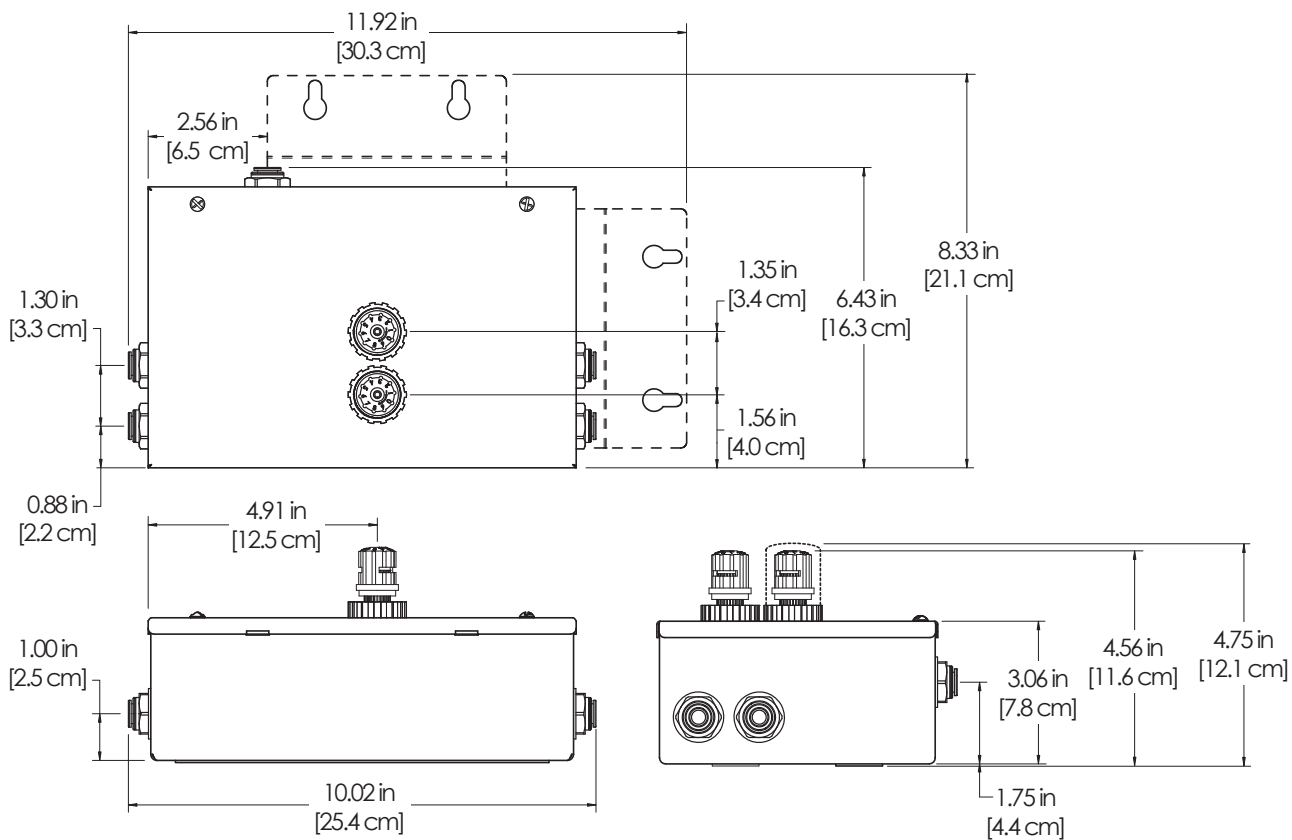 11.92 in
[30.3 cm]
2.56 in
[6.5 cm]
8.33 in
[21.1 cm]
1.35 in
[3.4 cm]
6.43 in
[16.3 cm]
1.30 in
[3.3 cm]
1.56 in
[4.0 cm]
0.88 in
[2.2 cm]
4.91 in
[12.5 cm]
1.00 in
[2.5 cm]
10.02 in
[25.4 cm]
3.06 in
[7.8 cm]
4.56 in
[11.6 cm]
4.75 in
[12.1 cm]
1.75 in
[4.4 cm]